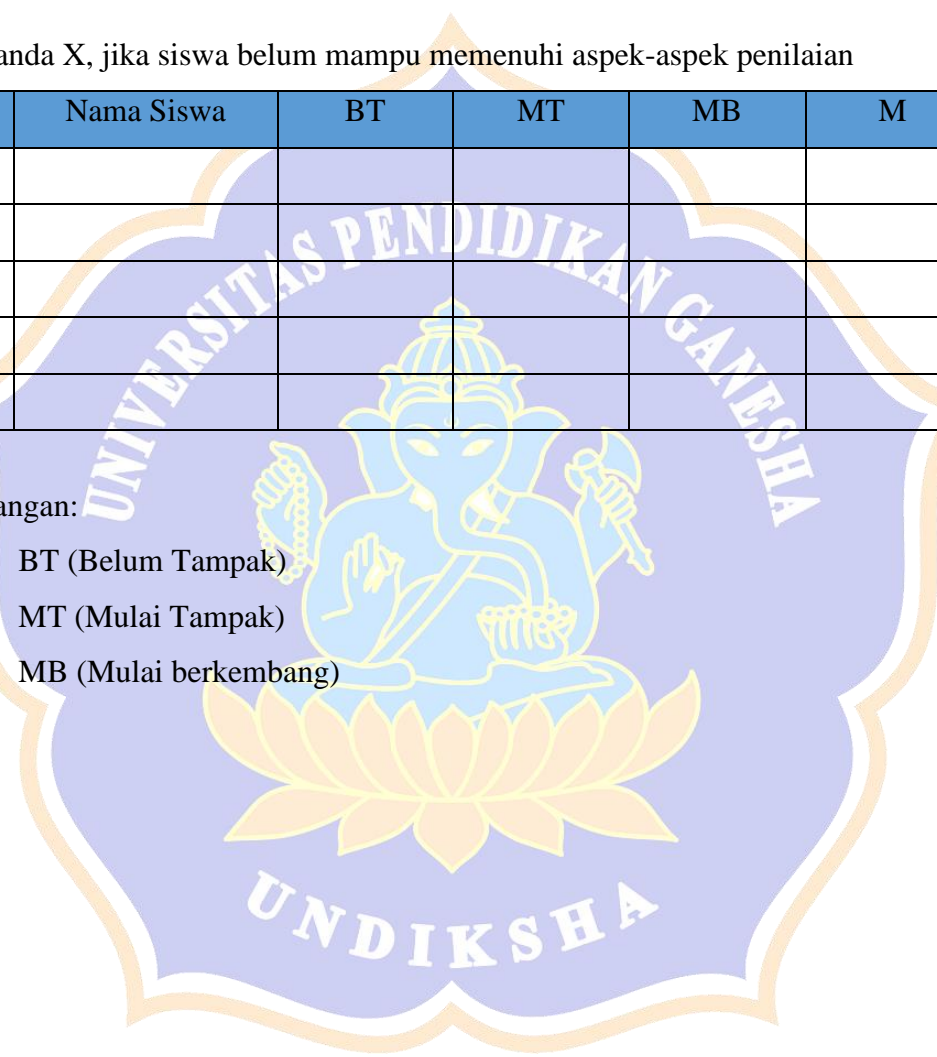 anda X, jika siswa belum mampu memenuhi aspek-aspek penilaian
Nama Siswa BT MT MB M
UNIVERSITAS PENDIDIKAN GANESHA
angan:
BT (Belum Tampak)
MT (Mulai Tampak)
MB (Mulai berkembang)
UNDIKSHA